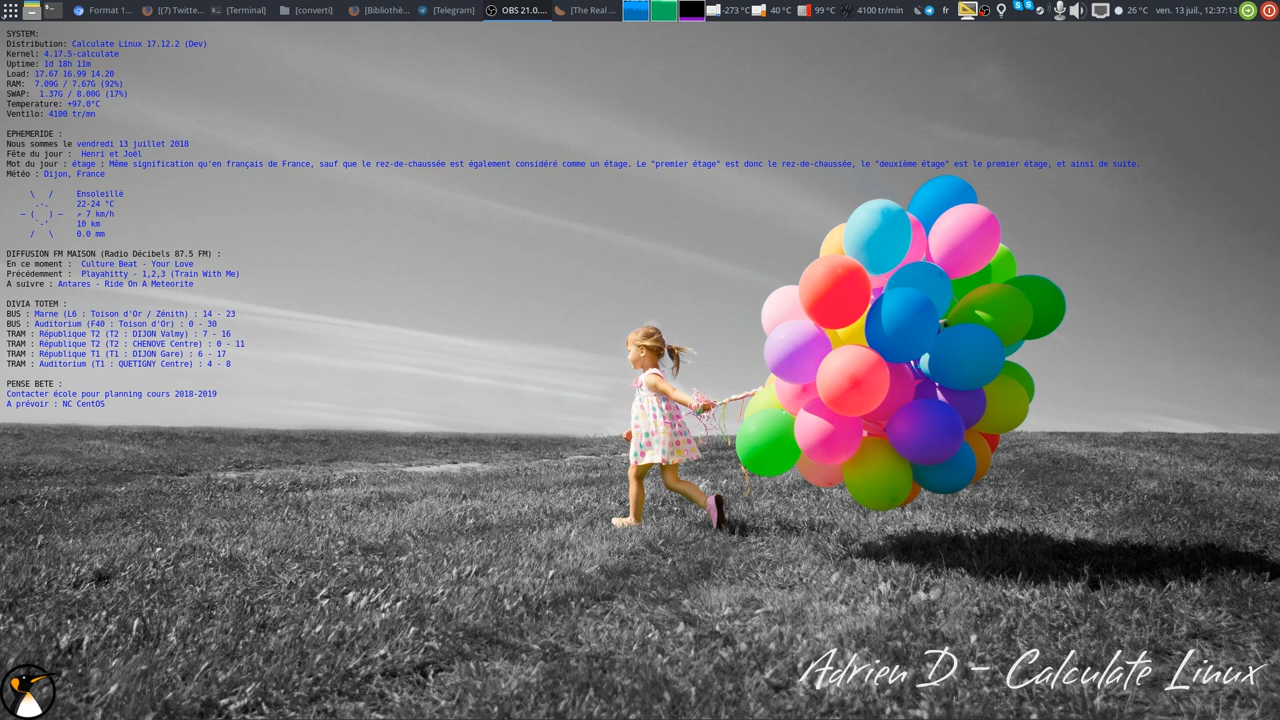 Format 1...
[(7) Twitte...
[Terminal]
[converti]
[Bibliothè...
[Telegram]
OBS 21.0....
[The Real ...
-273 °C
40 °C
99 °C
4100 tr/min
fr
26 °C
ven. 13 juil., 12:37:13
SYSTEM:
Distribution: Calculate Linux 17.12.2 (Dev)
Kernel: 4.17.5-calculate
Uptime: 1d 18h 11m
Load: 17.67 16.99 14.20
RAM: 7.09G / 7.67G (92%)
SWAP: 1.37G / 8.00G (17%)
Temperature: +97.0°C
Ventilo: 4100 tr/mn
EPHEMERIDE :
Nous sommes le vendredi 13 juillet 2018
Fête du jour : Henri et Joël
Mot du jour : étage : Même signification qu'en français de France, sauf que le rez-de-chaussée est également considéré comme un étage. Le "premier étage" est donc le rez-de-chaussée, le "deuxième étage" est le premier étage, et ainsi de suite.
Météo : Dijon, France
Ensoleillé
22-24 °C
↗ 7 km/h
10 km
0.0 mm
DIFFUSION FM MAISON (Radio Décibels 87.5 FM) :
En ce moment : Culture Beat - Your Love
Précédemment : Playahitty - 1,2,3 (Train With Me)
A suivre : Antares - Ride On A Meteorite
DIVIA TOTEM :
BUS : Marne (L6 : Toison d'Or / Zénith) : 14 - 23
BUS : Auditorium (F40 : Toison d'Or) : 0 - 30
TRAM : République T2 (T2 : DIJON Valmy) : 7 - 16
TRAM : République T2 (T2 : CHENOVE Centre) : 0 - 11
TRAM : République T1 (T1 : DIJON Gare) : 6 - 17
TRAM : Auditorium (T1 : QUETIGNY Centre) : 4 - 8
PENSE BETE :
Contacter école pour planning cours 2018-2019
A prévoir : NC CentOS
Adrien D - Calculate Linux